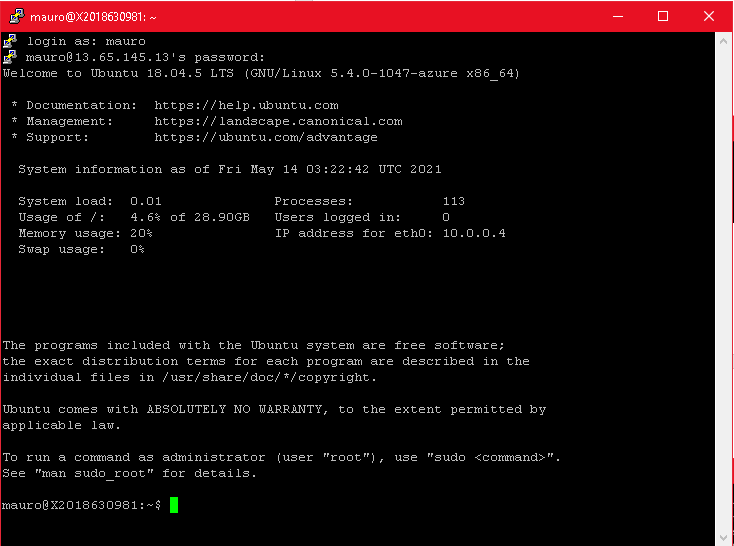 mauro@X2018630981: ~
login as: mauro
mauro@13.65.145.13's password:
Welcome to Ubuntu 18.04.5 LTS (GNU/Linux 5.4.0-1047-azure x86_64)
* Documentation:  https://help.ubuntu.com
* Management:     https://landscape.canonical.com
* Support:        https://ubuntu.com/advantage
System information as of Fri May 14 03:22:42 UTC 2021
System load:  0.01              Processes:           113
Usage of /:   4.6% of 28.90GB   Users logged in:     0
Memory usage: 20%               IP address for eth0: 10.0.0.4
Swap usage:   0%
The programs included with the Ubuntu system are free software;
the exact distribution terms for each program are described in the
individual files in /usr/share/doc/*/copyright.
Ubuntu comes with ABSOLUTELY NO WARRANTY, to the extent permitted by
applicable law.
To run a command as administrator (user "root"), use "sudo <command>".
See "man sudo_root" for details.
mauro@X2018630981:~$